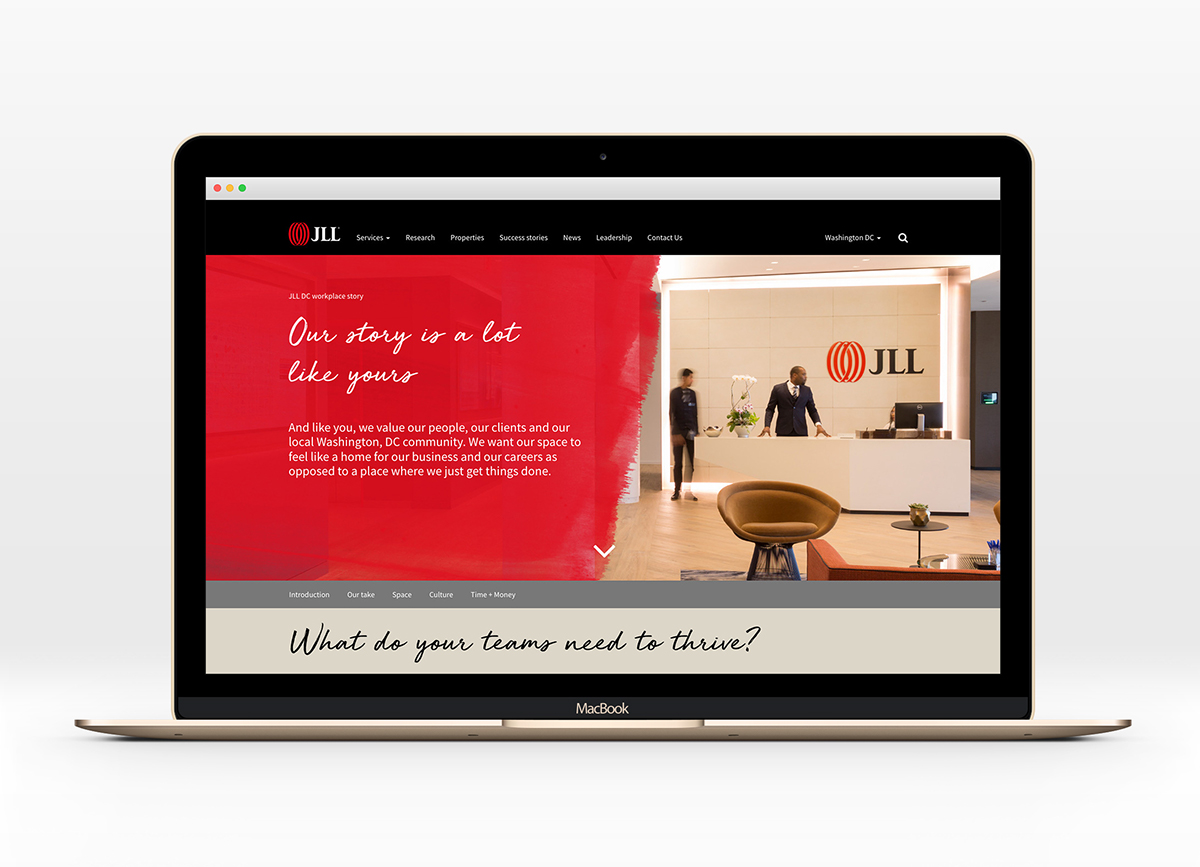 JLL
Services
Research
Properties
Success stories
News
Leadership
Contact Us
Washington DC
JLL DC workplace story
Our story is a lot
like yours
And like you, we value our people, our clients and our
local Washington, DC community. We want our space to
feel like a home for our business and our careers as
opposed to a place where we just get things done.
JLL
Introduction
Our take
Space
Culture
Time + Money
What do your teams need to thrive?
MacBook